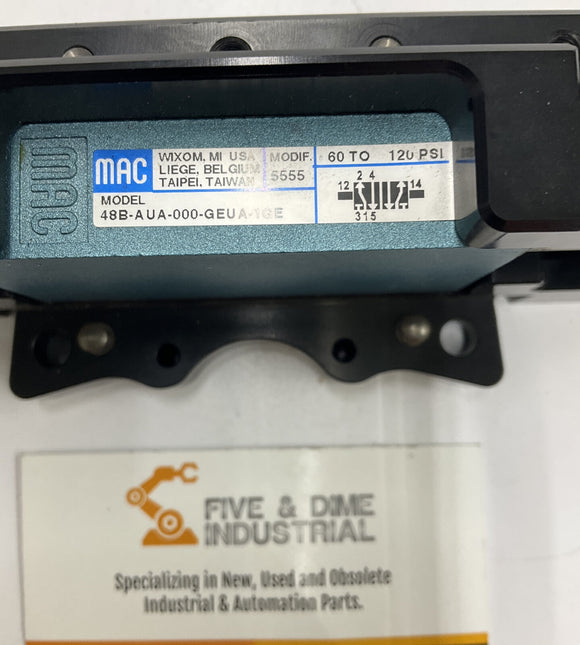 MAC
MAC
WIXOM, MI USA
LIEGE, BELGIUM
TAIPEI, TAIWAN
MODIF.
5555
60 TO 120 PSI
MODEL
48B-AUA-000-GEUA-1GE
2 4
12 14
315
FIVE & DIME
INDUSTRIAL
Specializing in New, Used and Obsolete
Industrial & Automation Parts.